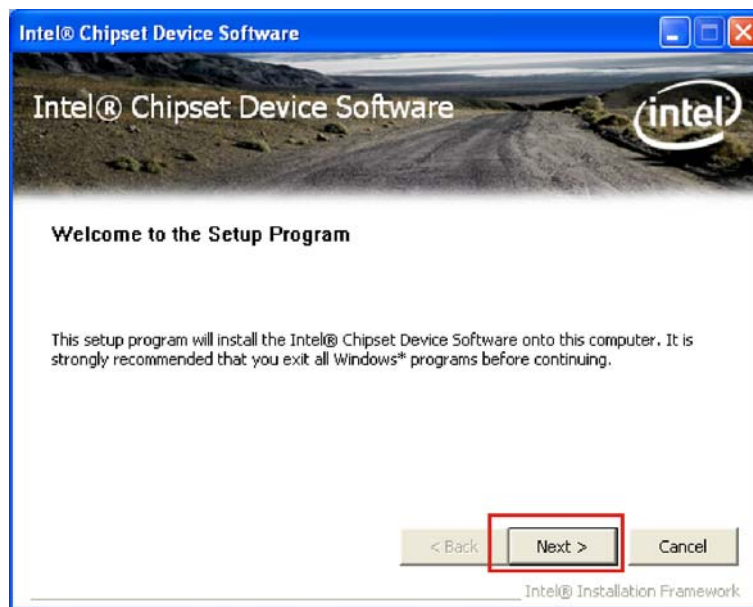 Intel® Chipset Device Software
Intel® Chipset Device Software
intel
Welcome to the Setup Program
This setup program will install the Intel® Chipset Device Software onto this computer. It is
strongly recommended that you exit all Windows* programs before continuing.
< Back
Next >
Cancel
Intel® Installation Framework